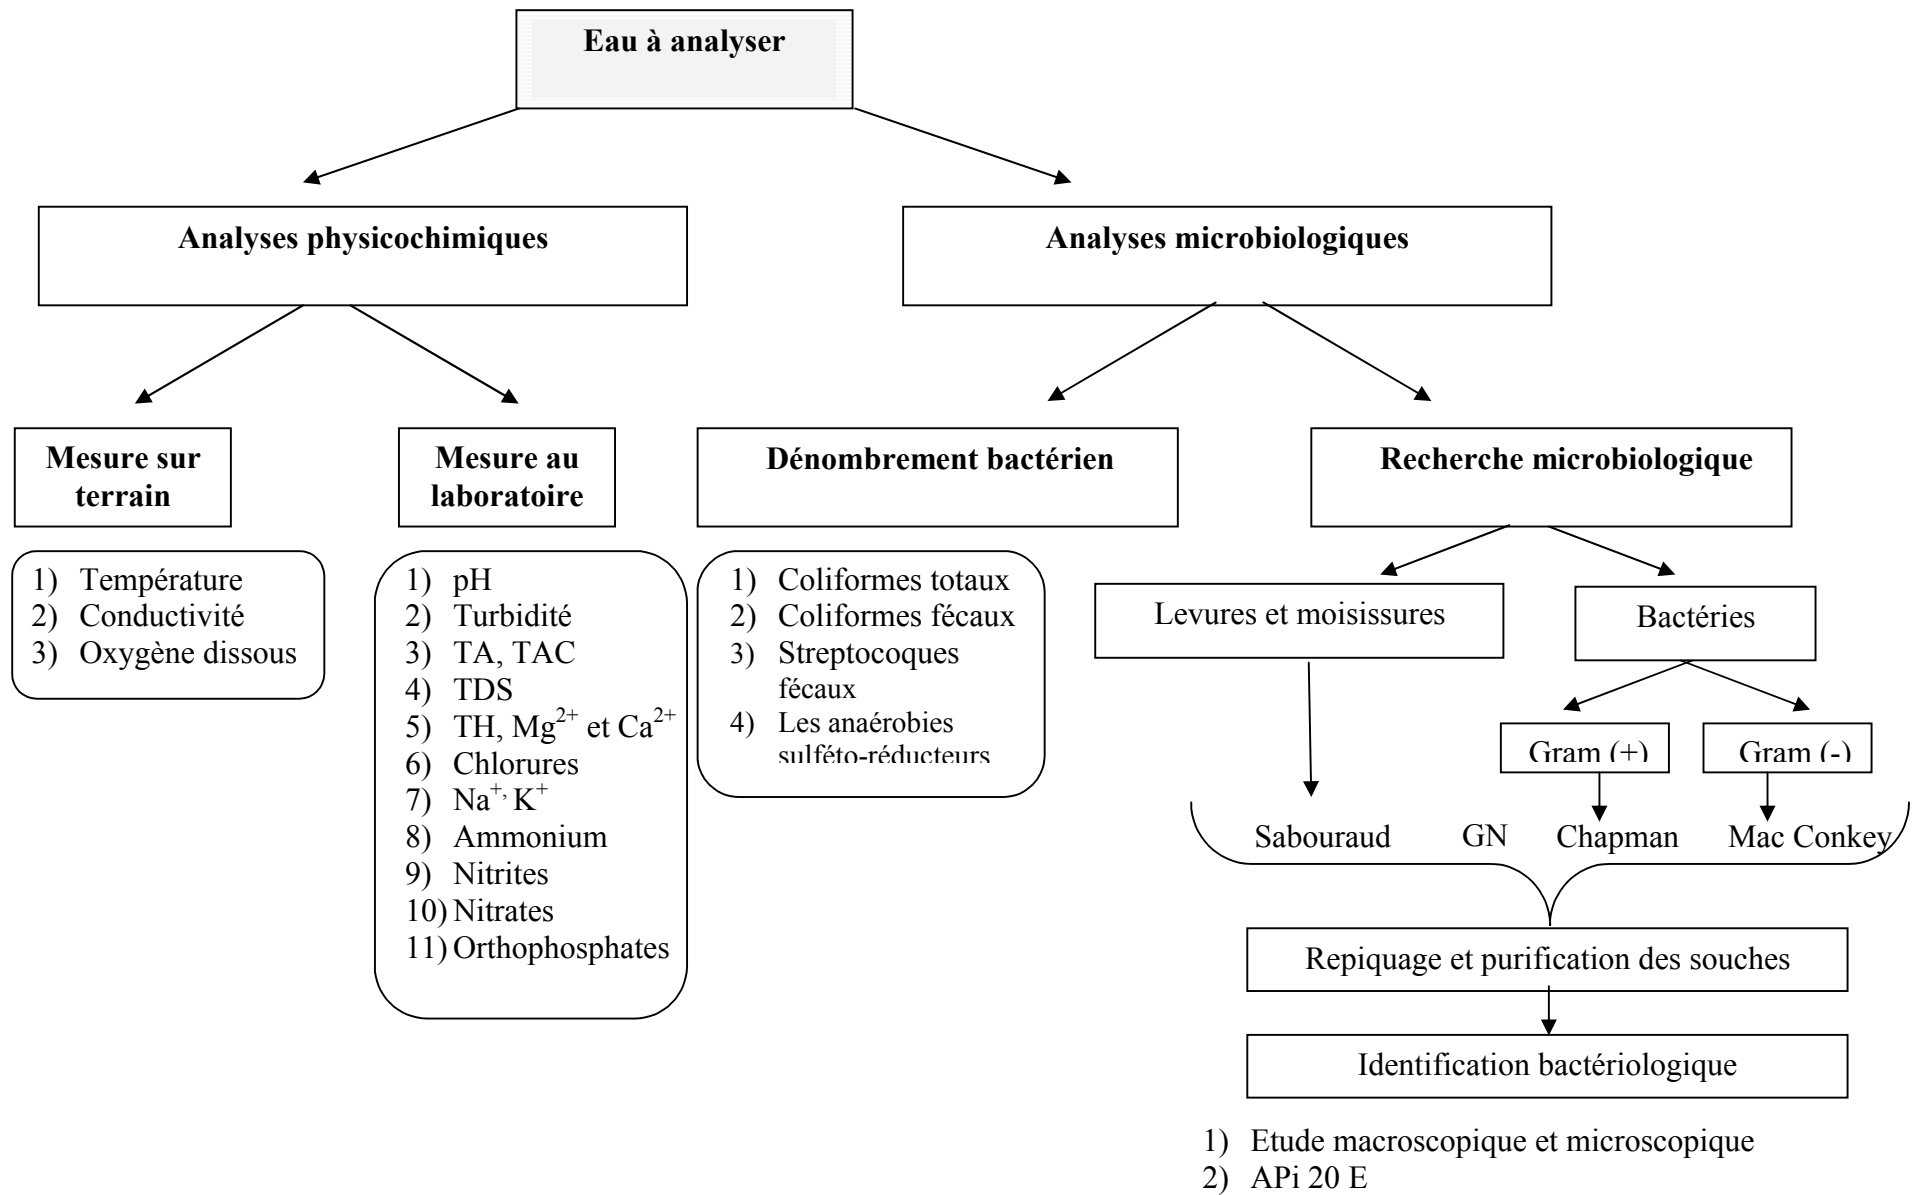 Eau à analyser
Analyses physicochimiques
Analyses microbiologiques
Mesure sur
terrain
Mesure au
laboratoire
Dénombrement bactérien
Recherche microbiologique
1) Température
2) Conductivité
3) Oxygène dissous
1) pH
2) Turbidité
3) TA, TAC
4) TDS
5) TH, Mg²⁺ et Ca²⁺
6) Chlorures
7) Na⁺, K⁺
8) Ammonium
9) Nitrites
10) Nitrates
11) Orthophosphates
1) Coliformes totaux
2) Coliformes fécaux
3) Streptocoques
fécaux
4) Les anaérobies
sulféto-réducteurs
Levures et moisissures
Bactéries
Gram (+)
Gram (-)
Sabouraud
GN
Chapman
Mac Conkey
Repiquage et purification des souches
Identification bactériologique
1) Etude macroscopique et microscopique
2) APi 20 E